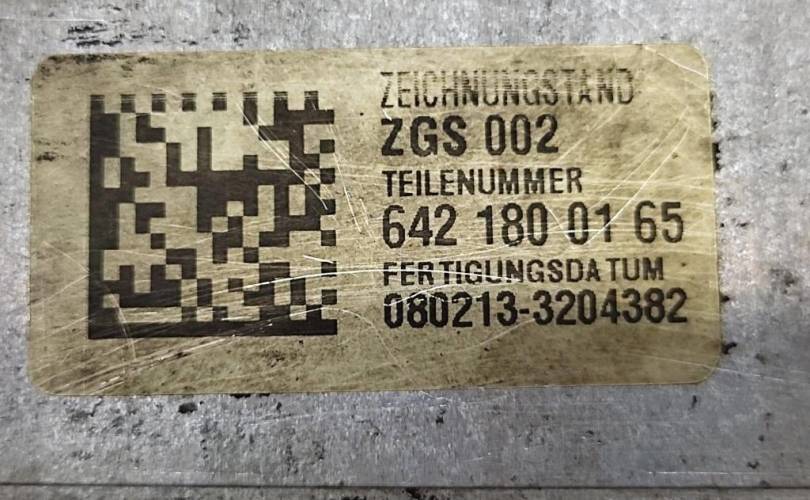 ZEICHNUNGSTAND
ZGS 002
TEILENUMMER
642 180 01 65
FERTIGUNGSDATUM
080213-3204382